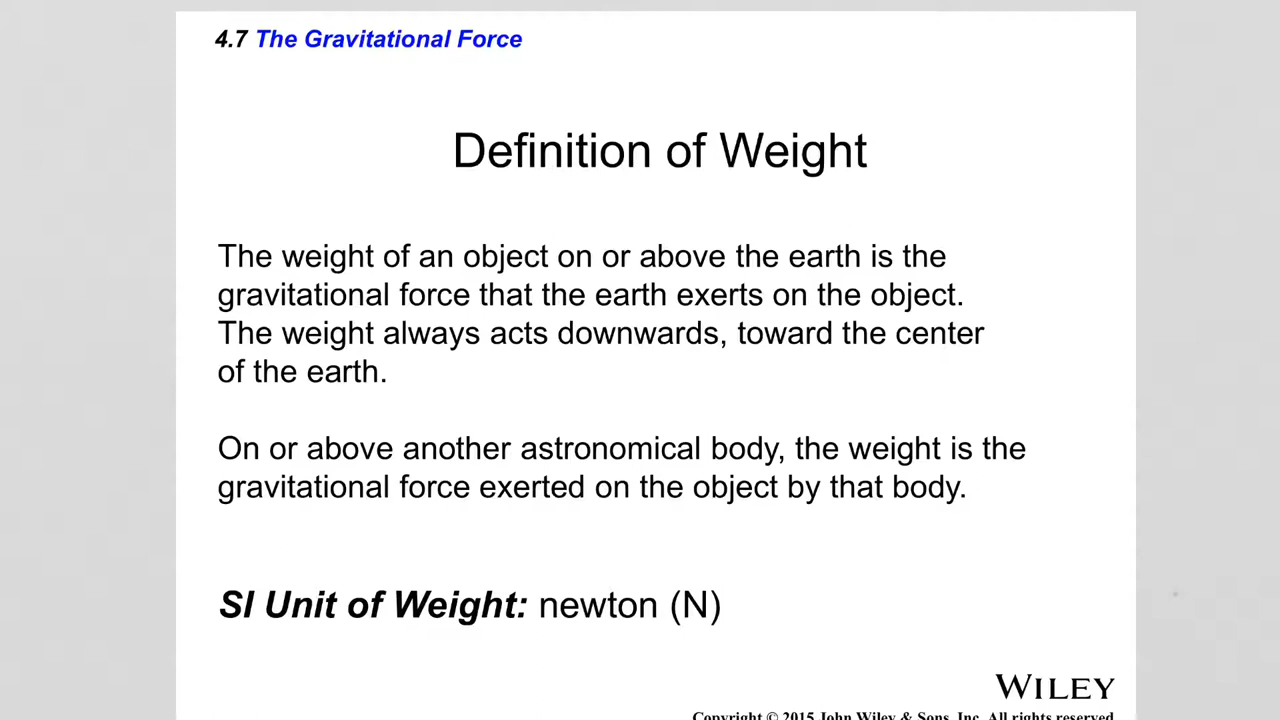 4.7 The Gravitational Force
Definition of Weight
The weight of an object on or above the earth is the
gravitational force that the earth exerts on the object.
The weight always acts downwards, toward the center
of the earth.
On or above another astronomical body, the weight is the
gravitational force exerted on the object by that body.
SI Unit of Weight: newton (N)
WILEY
Copyright © 2015 John Wiley & Sons, Inc. All rights reserved